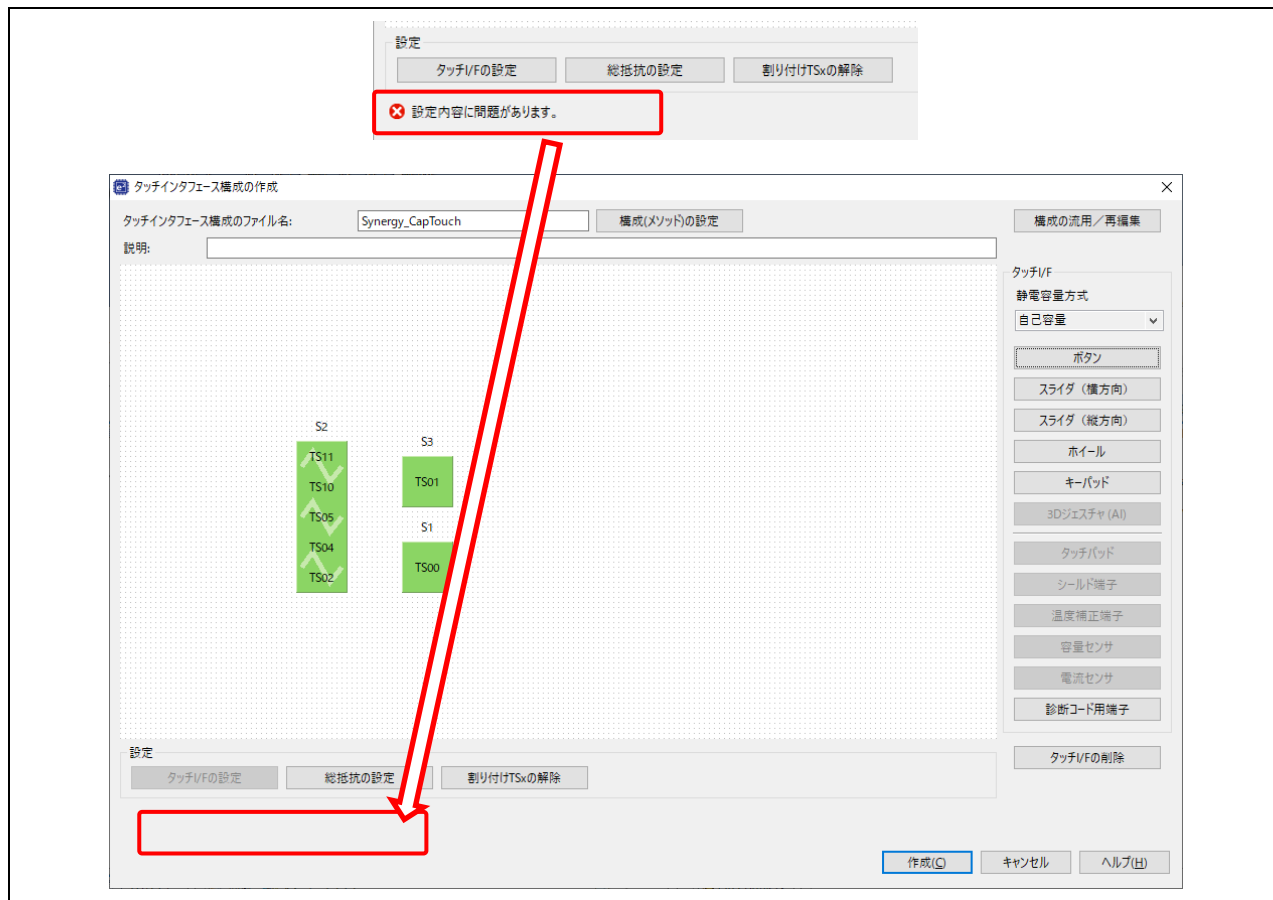 設定
タッチI/Fの設定 総抵抗の設定 割り付けTSxの解除
設定内容に問題があります。
タッチインタフェース構成の作成
タッチインタフェース構成のファイル名: Synergy_CapTouch 構成(メソッド)の設定 構成の流用／再編集
説明:
タッチI/F
静電容量方式
自己容量
ボタン
スライダ（横方向）
スライダ（縦方向）
ホイール
キーパッド
3Dジェスチャ (AI)
タッチパッド
シールド端子
温度補正端子
容量センサ
電流センサ
診断コード用端子
タッチI/Fの削除
S2
TS11
TS10
TS05
TS04
TS02
S3
TS01
S1
TS00
設定
タッチI/Fの設定 総抵抗の設定 割り付けTSxの解除
作成(C) キャンセル ヘルプ(H)